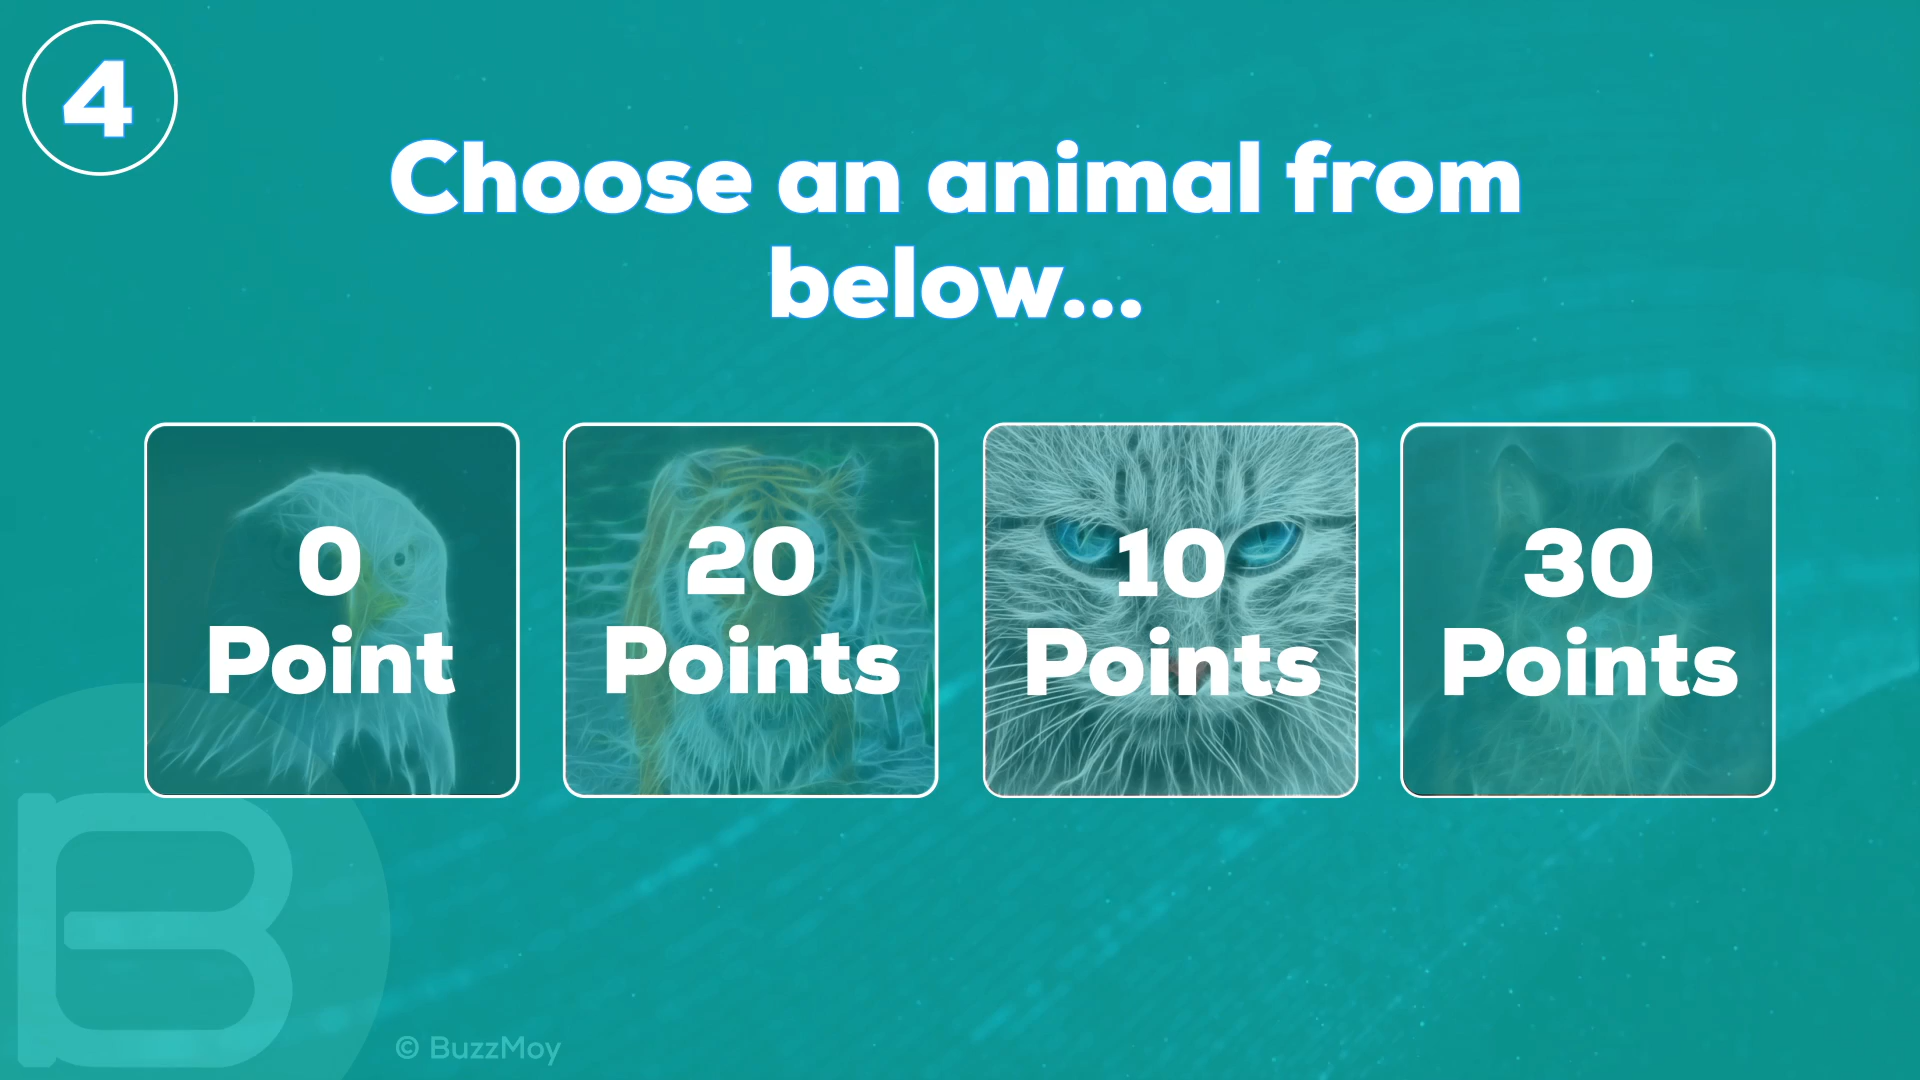 4
Choose an animal from
below...
0
Point
20
Points
10
Points
30
Points
B
© BuzzMoy